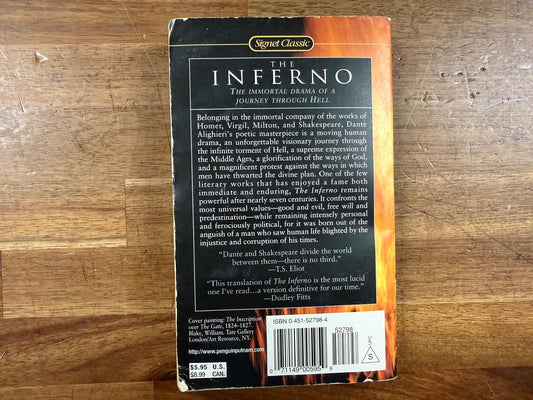 Signet Classic
THE
INFERNO
THE IMMORTAL DRAMA OF A
JOURNEY THROUGH HELL
Belonging in the immortal company of the works of
Homer, Virgil, Milton, and Shakespeare, Dante
Alighieri's poetic masterpiece is a moving human
drama, an unforgettable visionary journey through
the infinite torment of Hell, a supreme expression of
the Middle Ages, a glorification of the ways of God,
and a magnificent protest against the ways in which
men have thwarted the divine plan. One of the few
literary works that has enjoyed a fame both
immediate and enduring, The Inferno remains
powerful after nearly seven centuries. It confronts the
most universal values—good and evil, free will and
predestination—while remaining intensely personal
and ferociously political, for it was born out of the
anguish of a man who saw human life blighted by the
injustice and corruption of his times.
"Dante and Shakespeare divide the world
between them—there is no third."
—T.S. Eliot
"This translation of The Inferno is the most lucid
one I've read...a version definitive for our time."
—Dudley Fitts
Cover painting: The Inscription
over The Gate, 1824–1827.
Blake, William. Tate Gallery
London/Art Resource, NY.
http://www.penguinputnam.com
$5.95 U.S.
$8.99 CAN.
ISBN 0-451-52798-4
52798
0 71149 00595 9
S
UPC